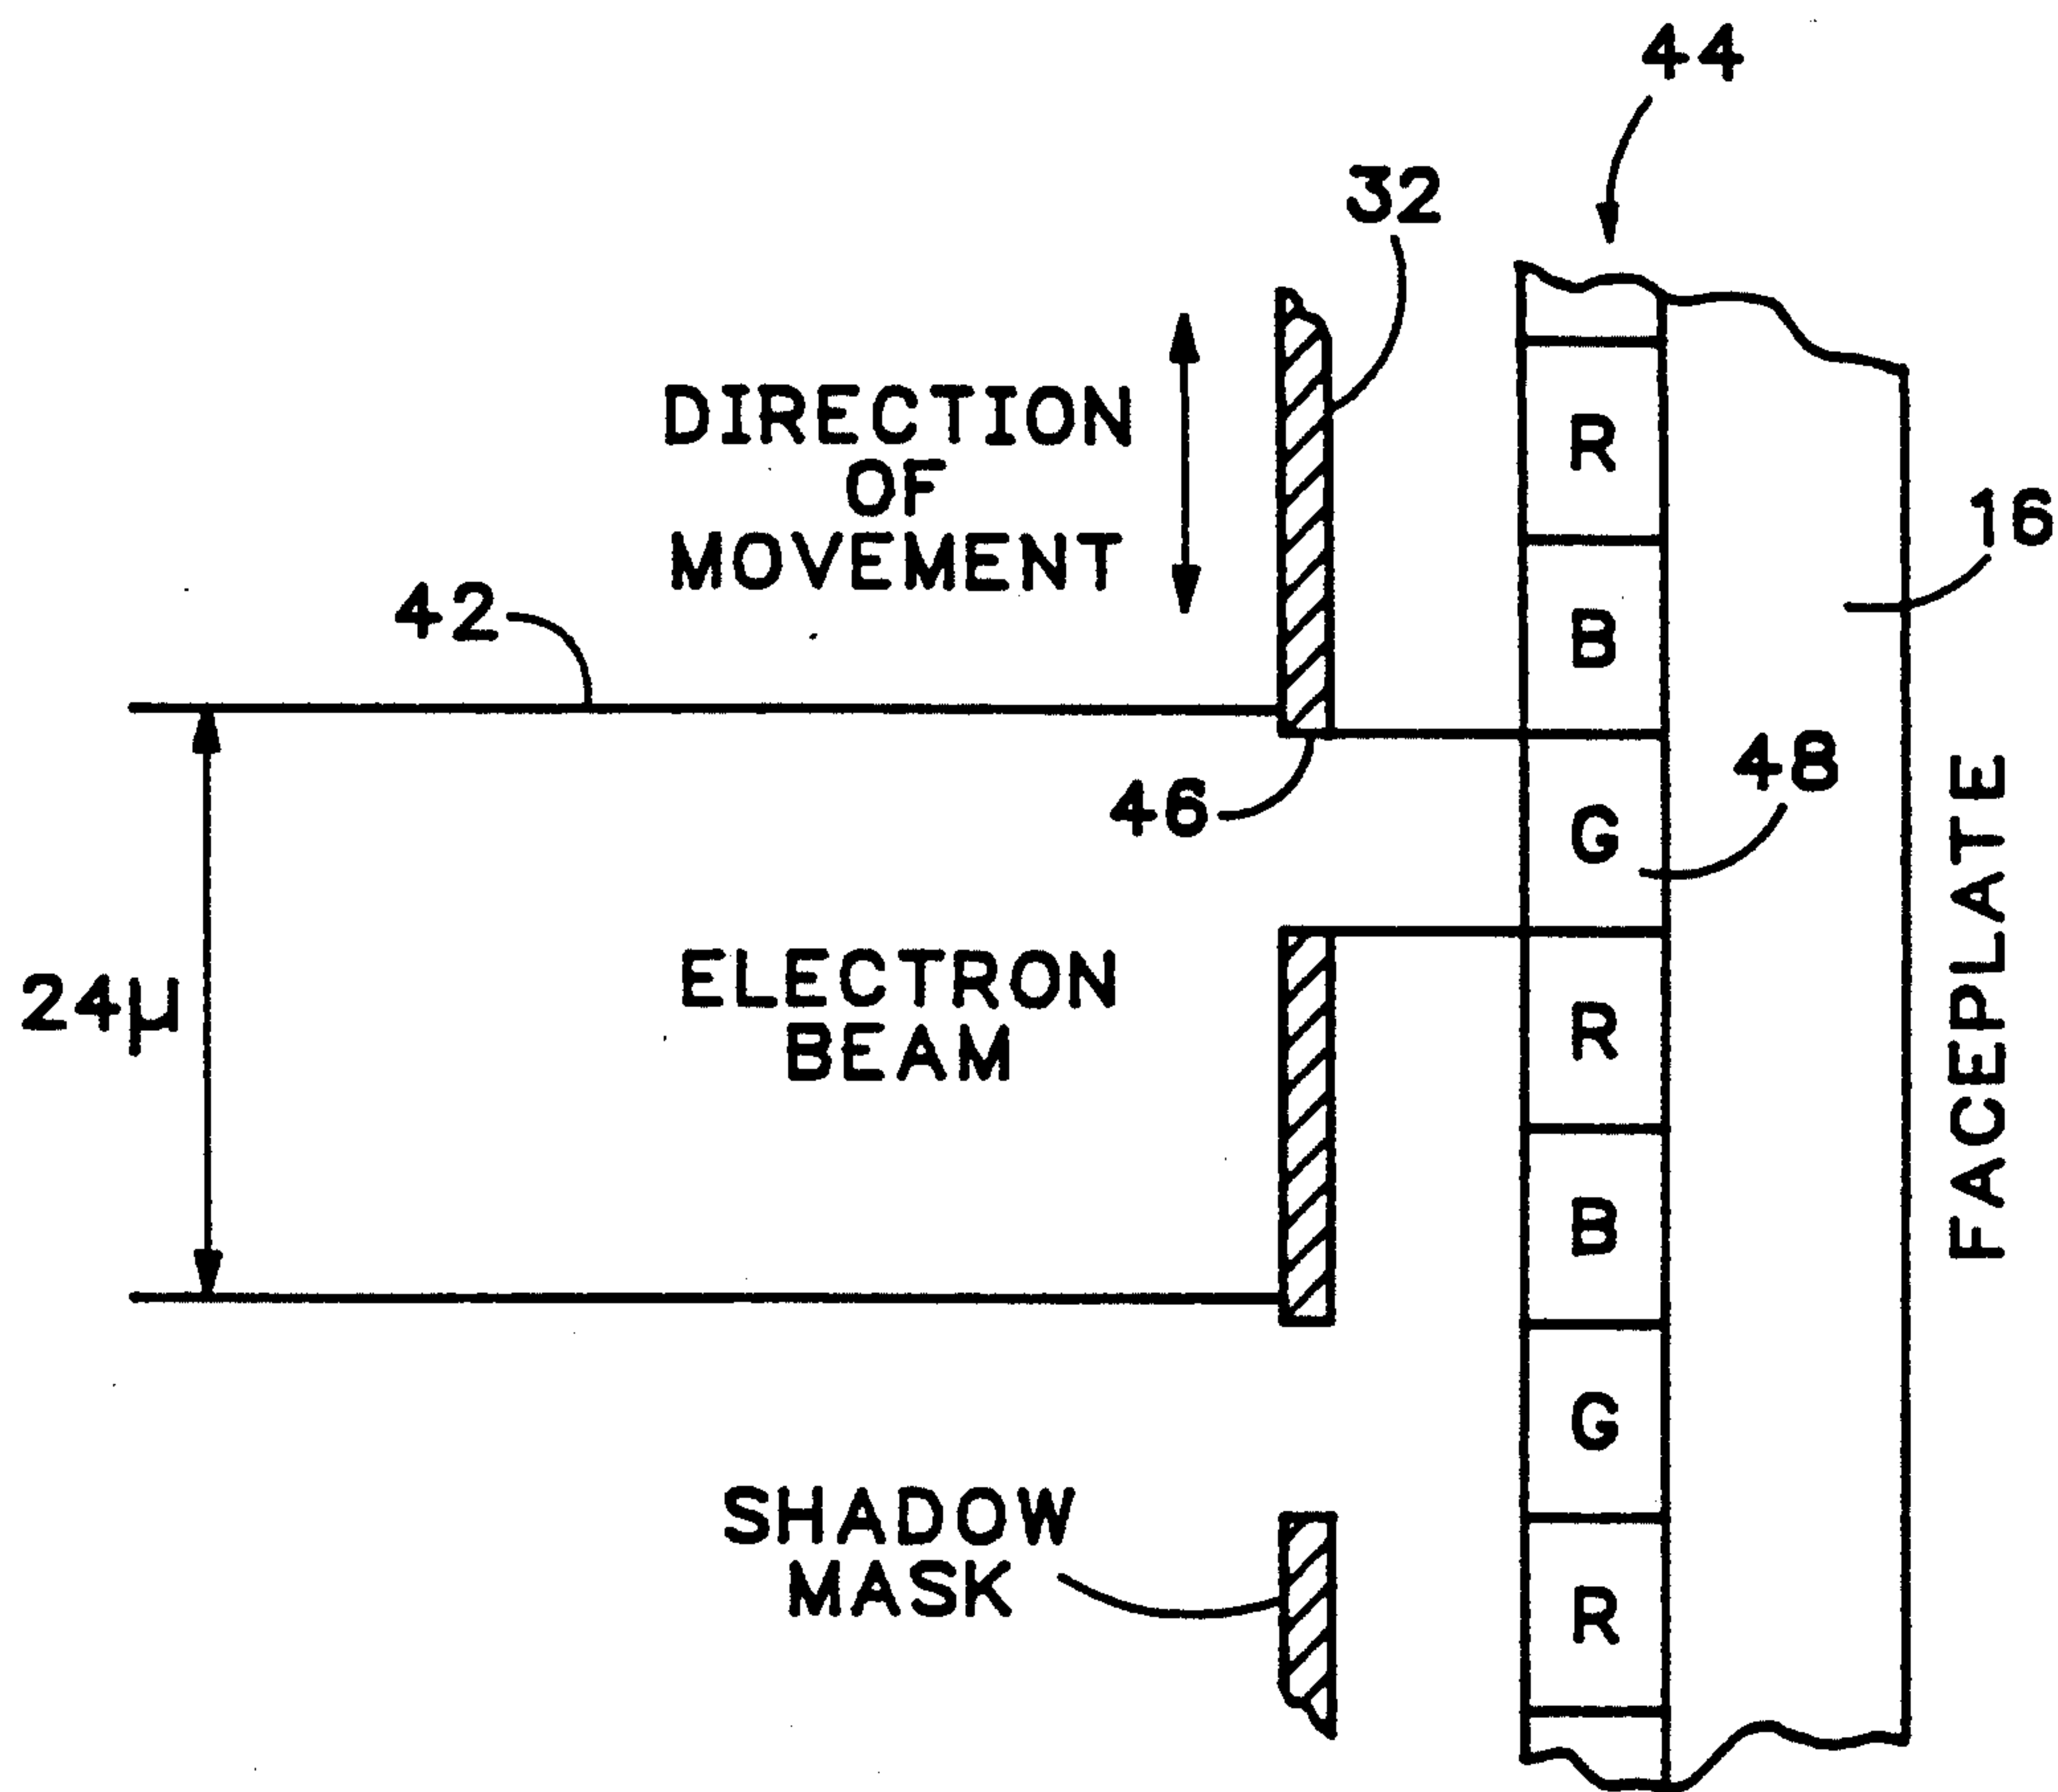 44
32
DIRECTION
OF
MOVEMENT
R
16
42
B
46
48
G
24µ
ELECTRON
BEAM
R
FACEPLATE
B
G
SHADOW
MASK
R